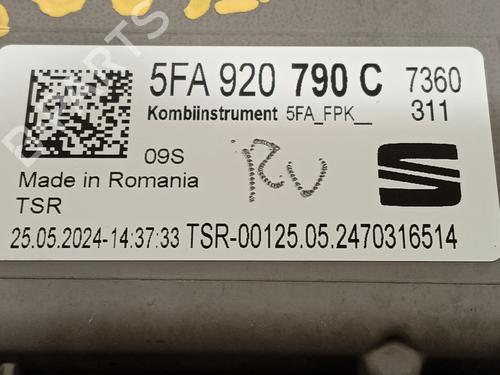 5FA 920 790 C 7360
Kombiinstrument 5FA_FPK__ 311
09S
Made in Romania
TSR
RV
25.05.2024-14:37:33 TSR-00125.05.2470316514